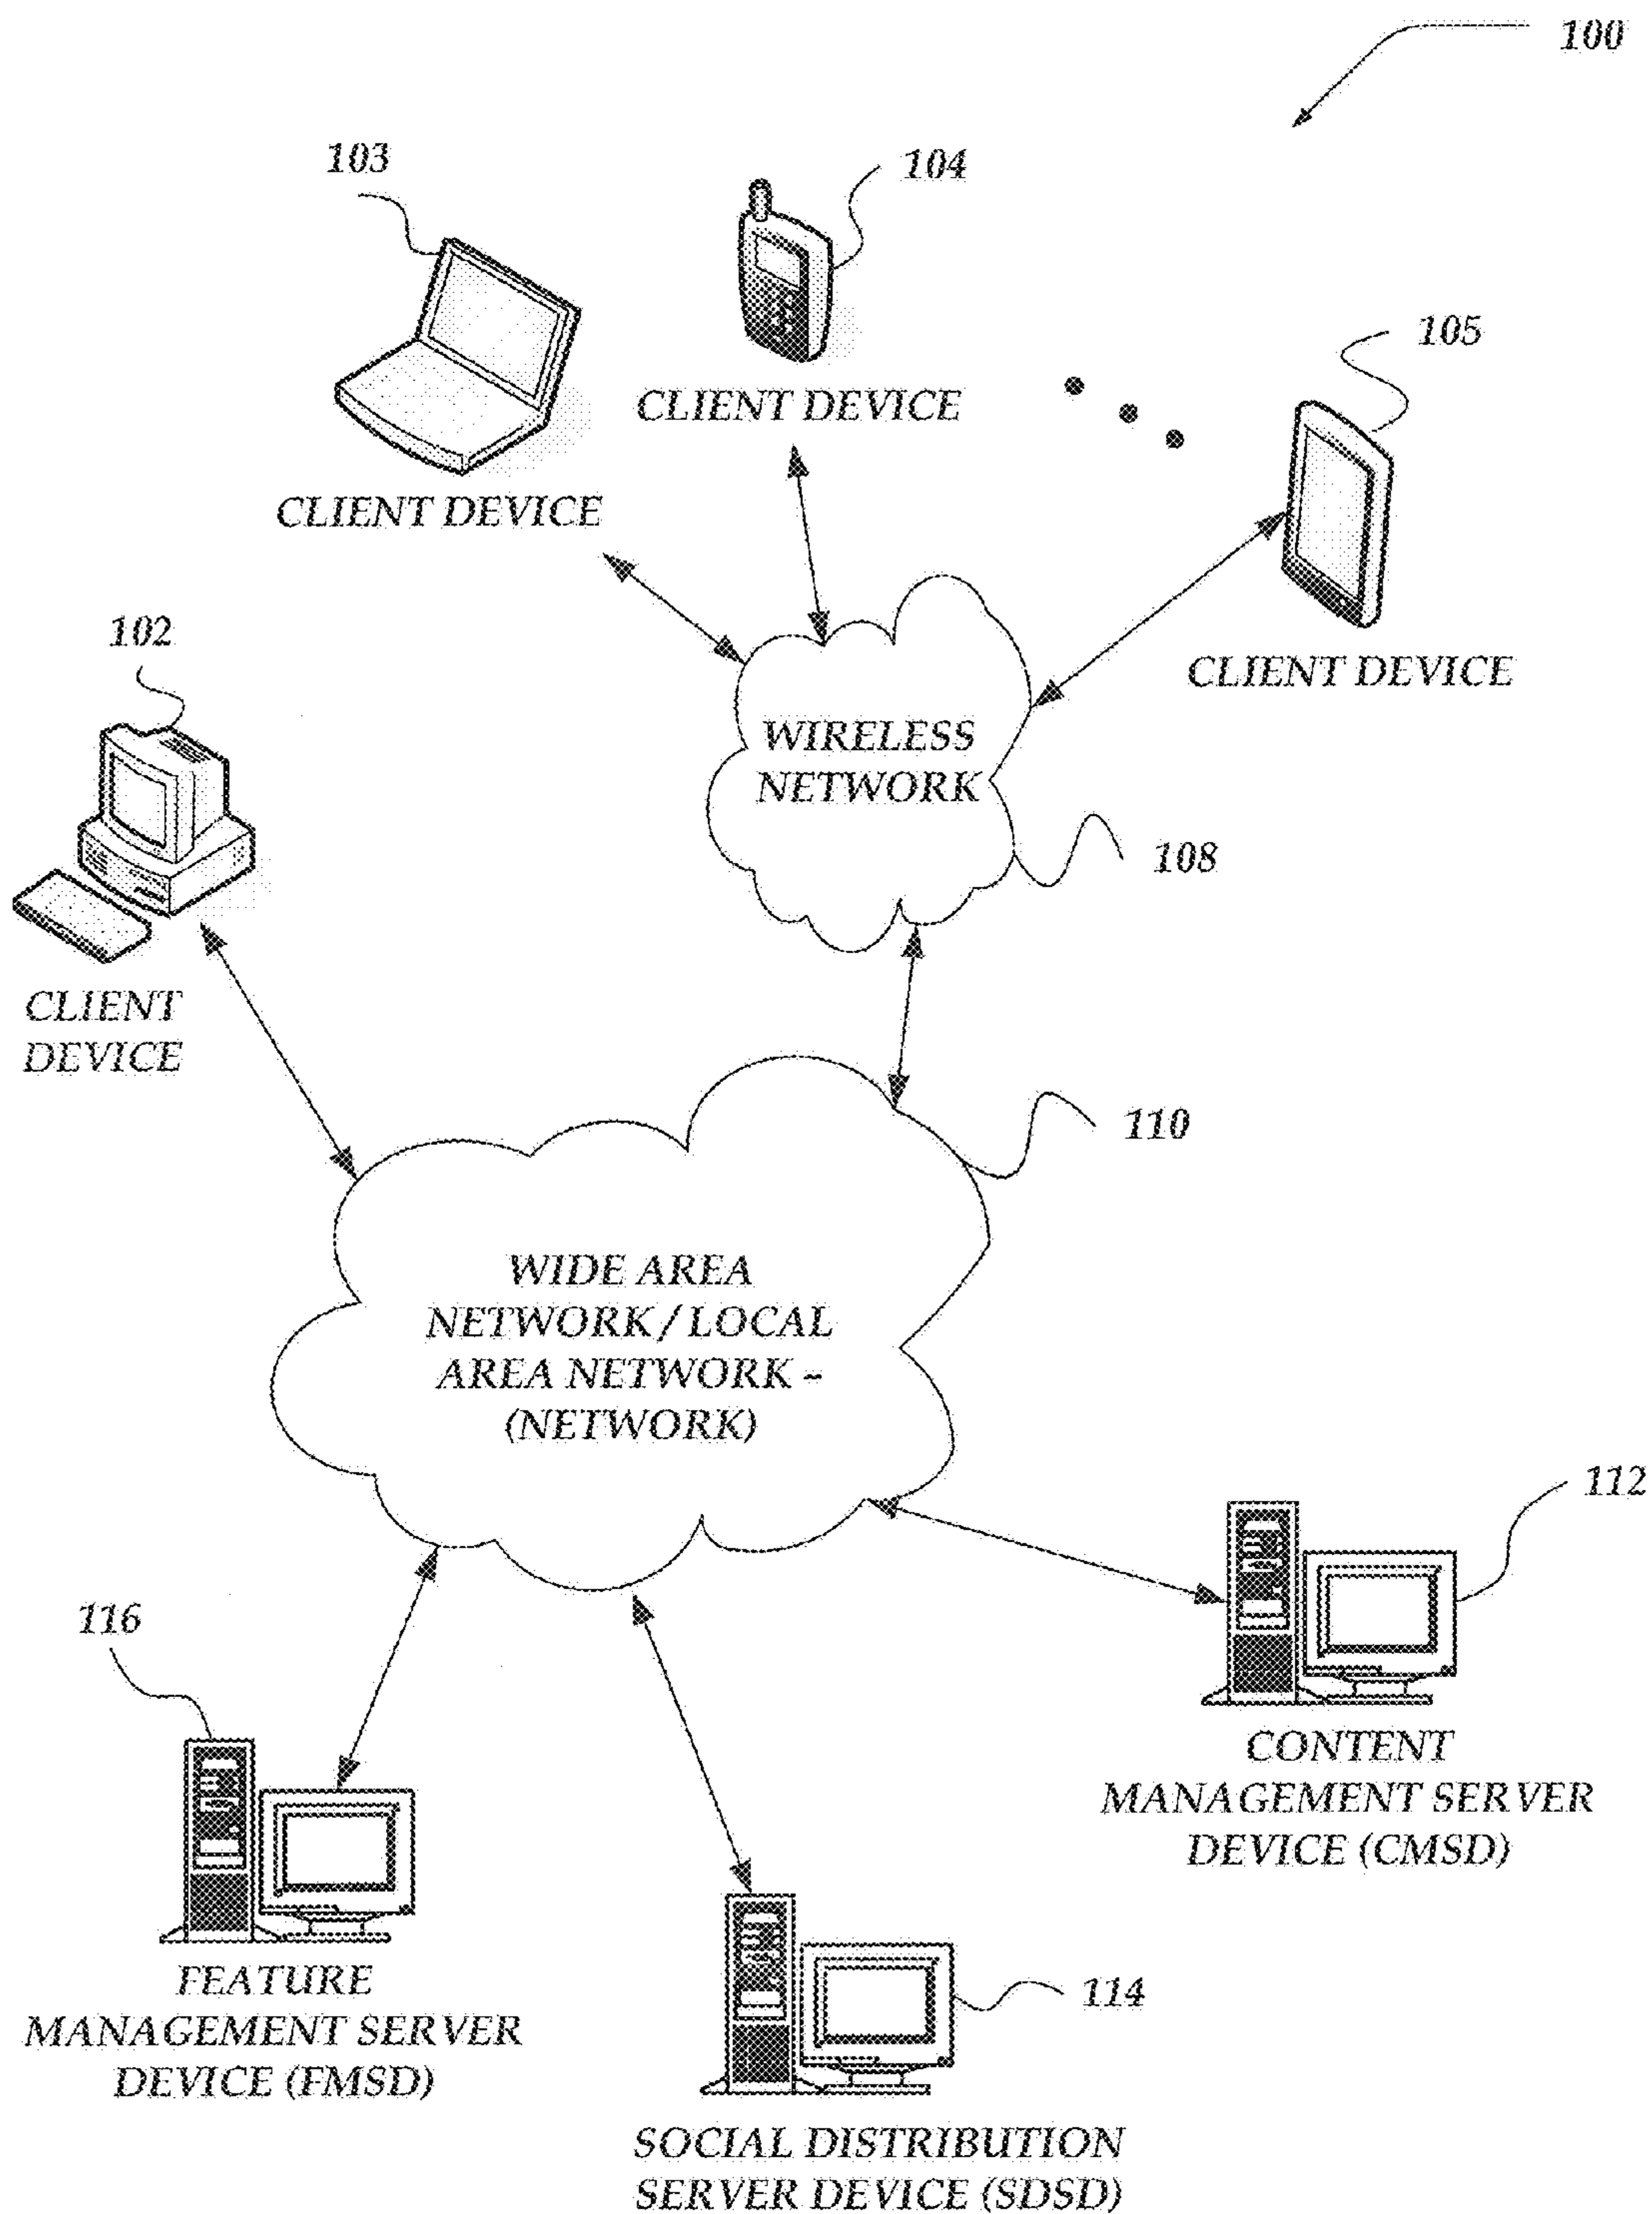 100
103
104
105
CLIENT DEVICE
CLIENT DEVICE
CLIENT DEVICE
102
WIRELESS
NETWORK
108
CLIENT
DEVICE
110
WIDE AREA
NETWORK/LOCAL
AREA NETWORK –
(NETWORK)
112
116
CONTENT
MANAGEMENT SERVER
DEVICE (CMSD)
FEATURE
MANAGEMENT SERVER
DEVICE (FMSD)
114
SOCIAL DISTRIBUTION
SERVER DEVICE (SDSD)